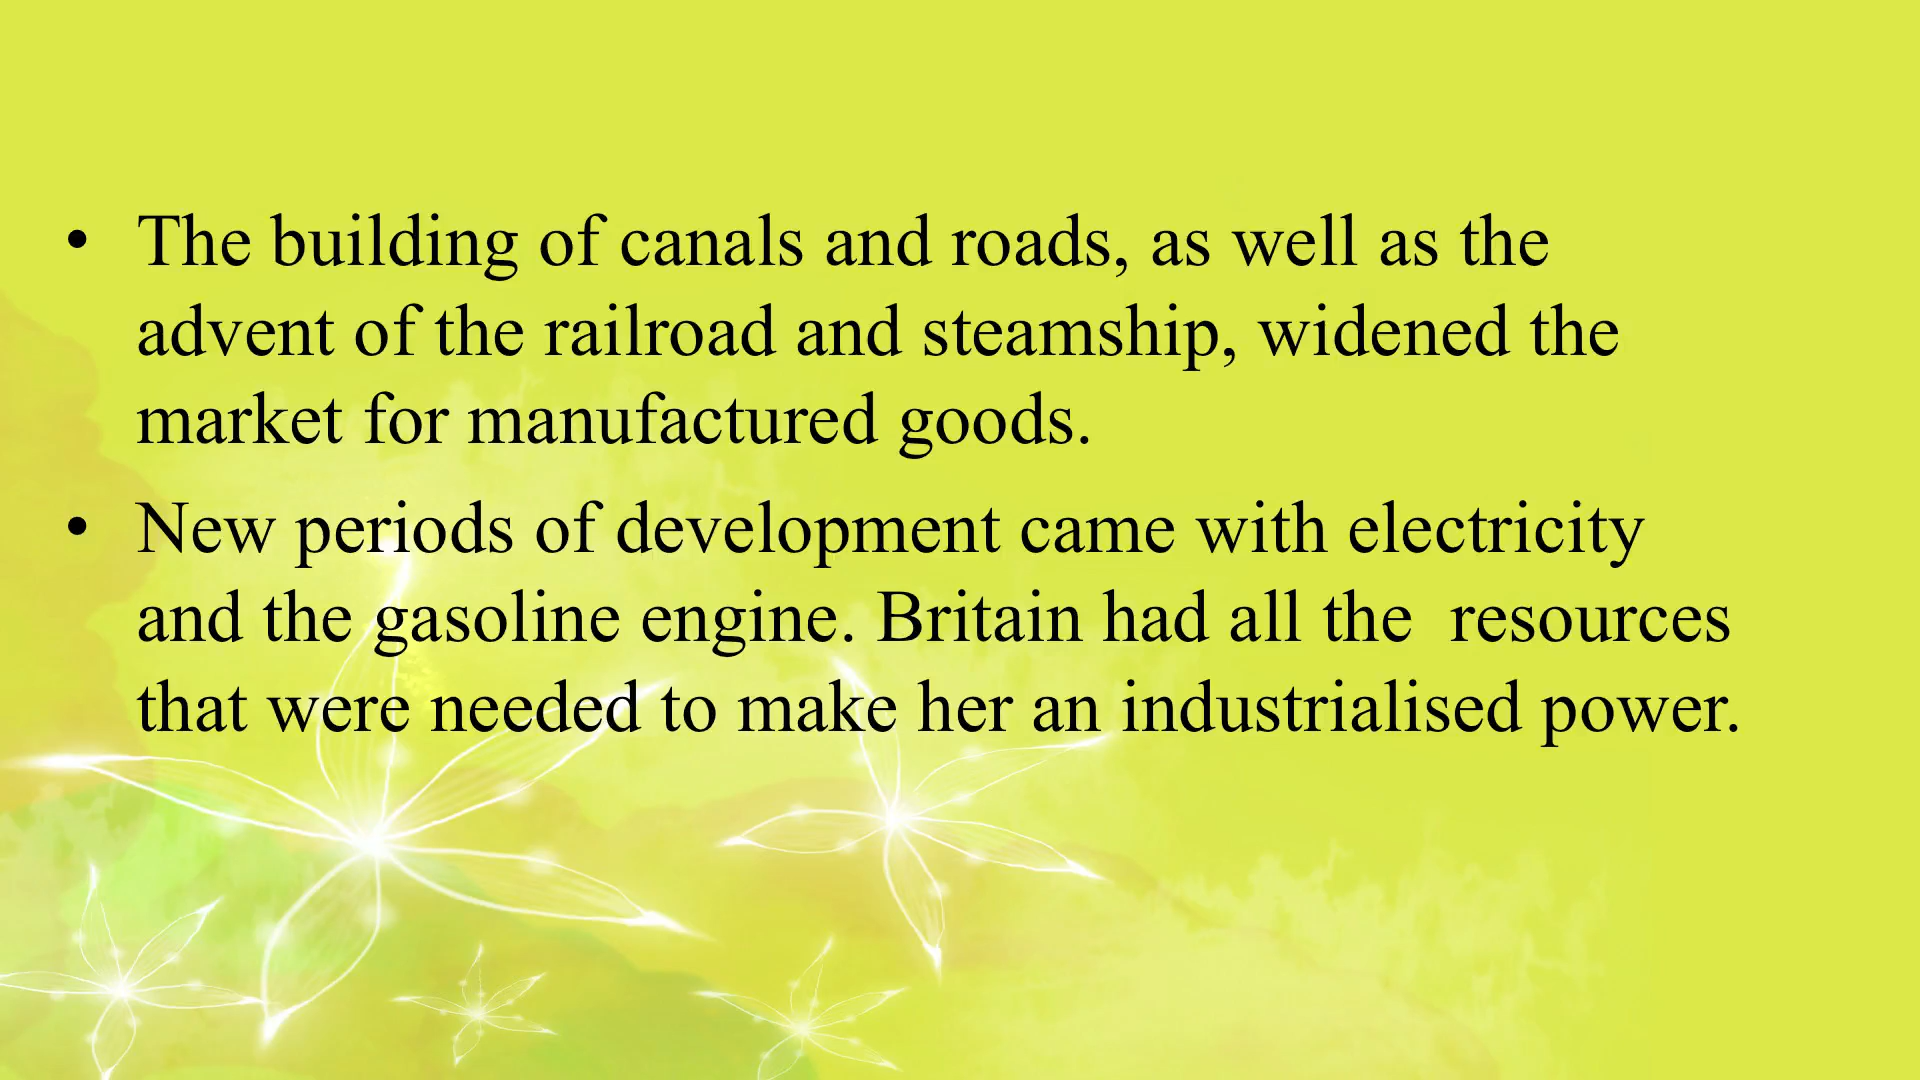 • The building of canals and roads, as well as the
advent of the railroad and steamship, widened the
market for manufactured goods.
• New periods of development came with electricity
and the gasoline engine. Britain had all the  resources
that were needed to make her an industrialised power.